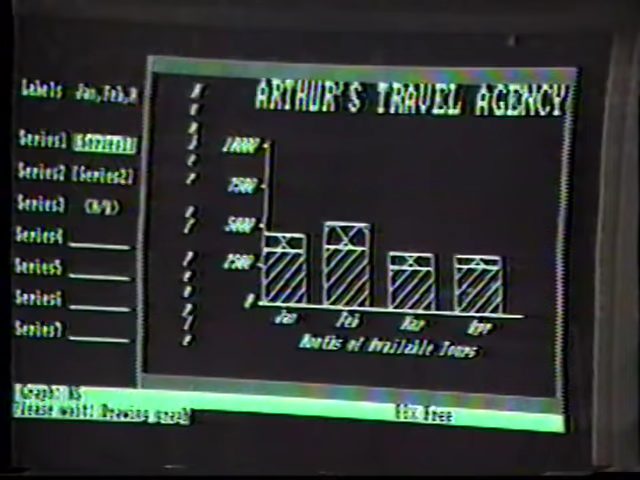 Labels Jan,Feb,M
ARTHUR'S TRAVEL AGENCY
Series1
Series2 [Series2]
Series3 (A/B)
Series4
Series5
Series6
Series7
10000
7500
5000
2500
0
Jan Feb Mar Apr
Months of Available Tours
Please wait! Drawing graph
Free